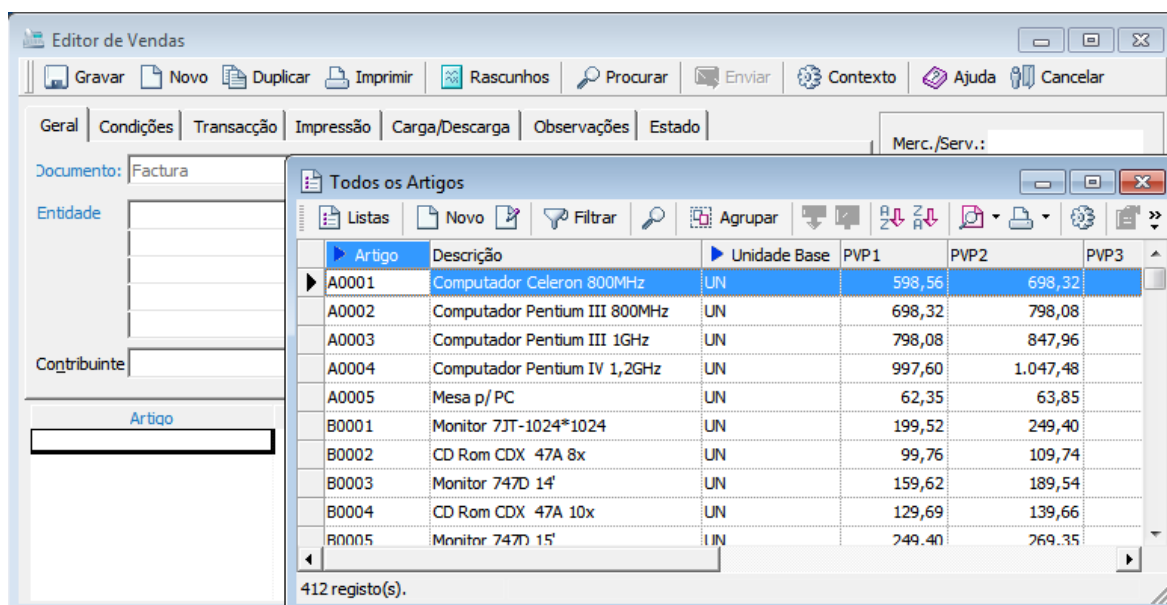 Editor de Vendas
Gravar Novo Duplicar Imprimir Rascunhos Procurar Enviar Contexto Ajuda Cancelar
Geral Condições Transacção Impressão Carga/Descarga Observações Estado
Merc./Serv.:
Documento: Factura
Entidade
Contribuinte
Artigo
Todos os Artigos
Listas Novo Filtrar Agrupar
Artigo Descrição Unidade Base PVP1 PVP2 PVP3
A0001 Computador Celeron 800MHz UN 598,56 698,32
A0002 Computador Pentium III 800MHz UN 698,32 798,08
A0003 Computador Pentium III 1GHz UN 798,08 847,96
A0004 Computador Pentium IV 1,2GHz UN 997,60 1.047,48
A0005 Mesa p/ PC UN 62,35 63,85
B0001 Monitor 7JT-1024*1024 UN 199,52 249,40
B0002 CD Rom CDX 47A 8x UN 99,76 109,74
B0003 Monitor 747D 14' UN 159,62 189,54
B0004 CD Rom CDX 47A 10x UN 129,69 139,66
B0005 Monitor 747D 15' UN 249,40 269,35
412 registo(s).